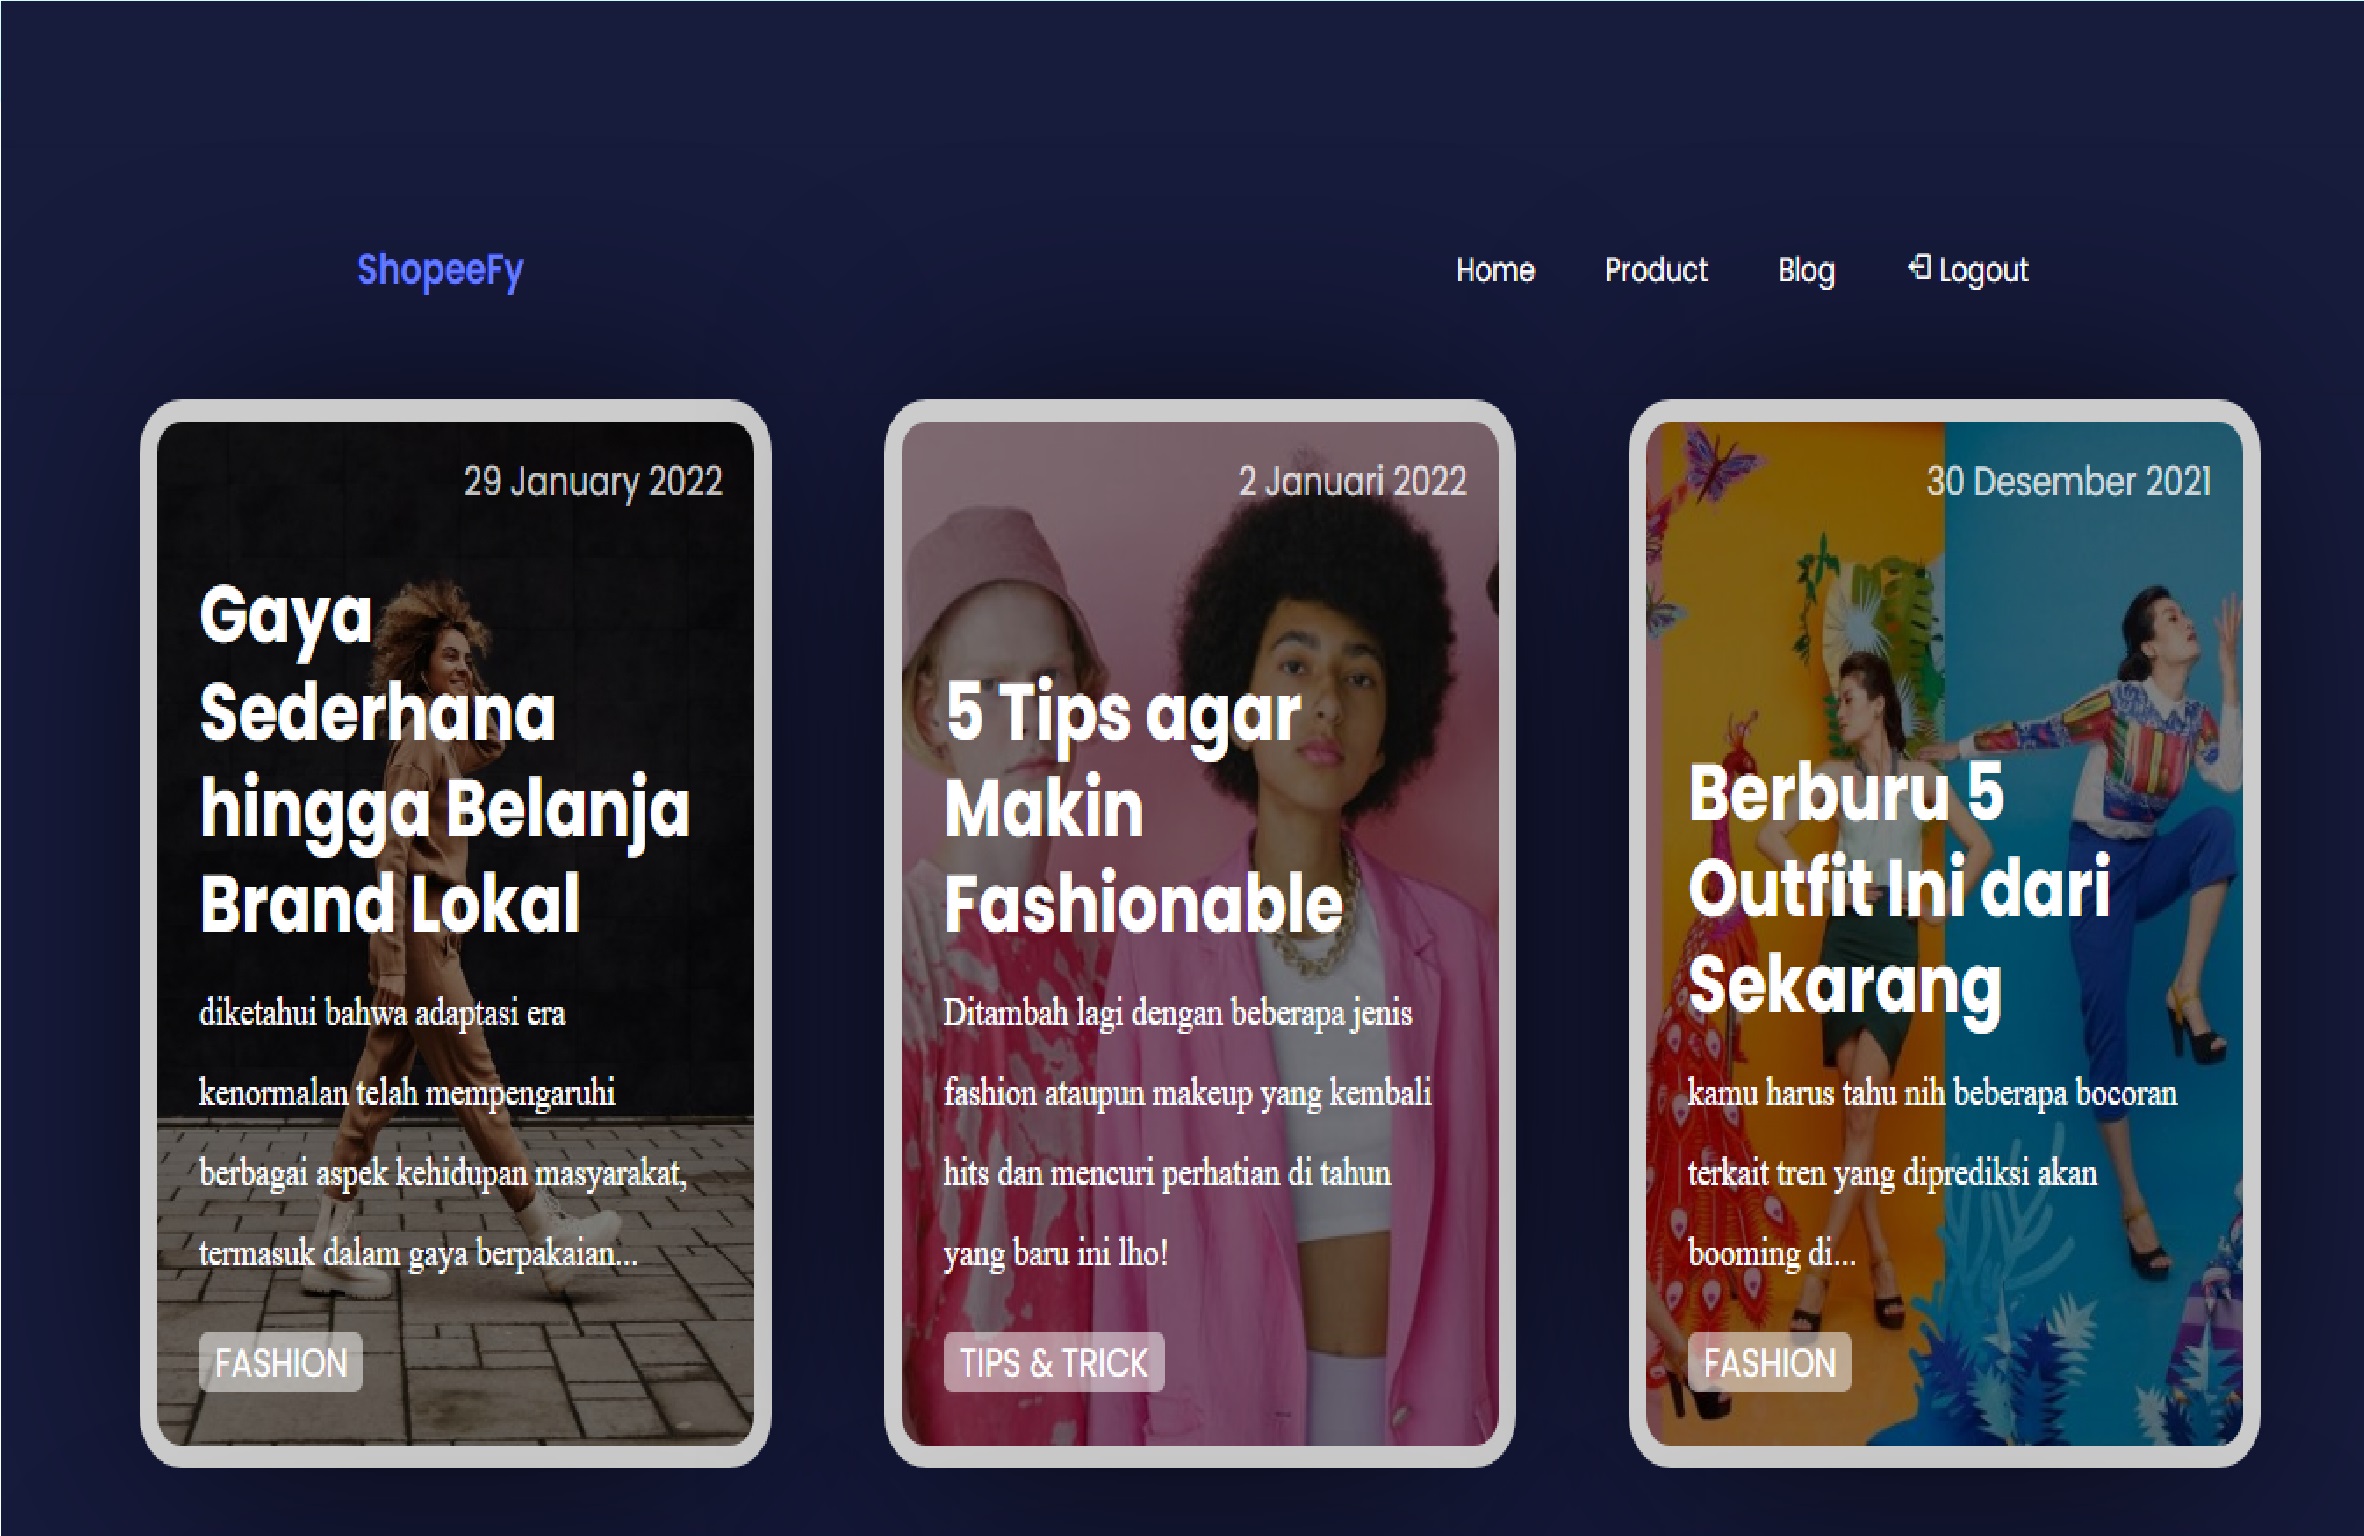 ShopeeFy
Home
Product
Blog
Logout
29 January 2022
Gaya
Sederhana
hingga Belanja
Brand Lokal
diketahui bahwa adaptasi era
kenormalan telah mempengaruhi
berbagai aspek kehidupan masyarakat,
termasuk dalam gaya berpakaian...
FASHION
2 Januari 2022
5 Tips agar
Makin
Fashionable
Ditambah lagi dengan beberapa jenis
fashion ataupun makeup yang kembali
hits dan mencuri perhatian di tahun
yang baru ini lho!
TIPS & TRICK
30 Desember 2021
Berburu 5
Outfit Ini dari
Sekarang
kamu harus tahu nih beberapa bocoran
terkait tren yang diprediksi akan
booming di...
FASHION